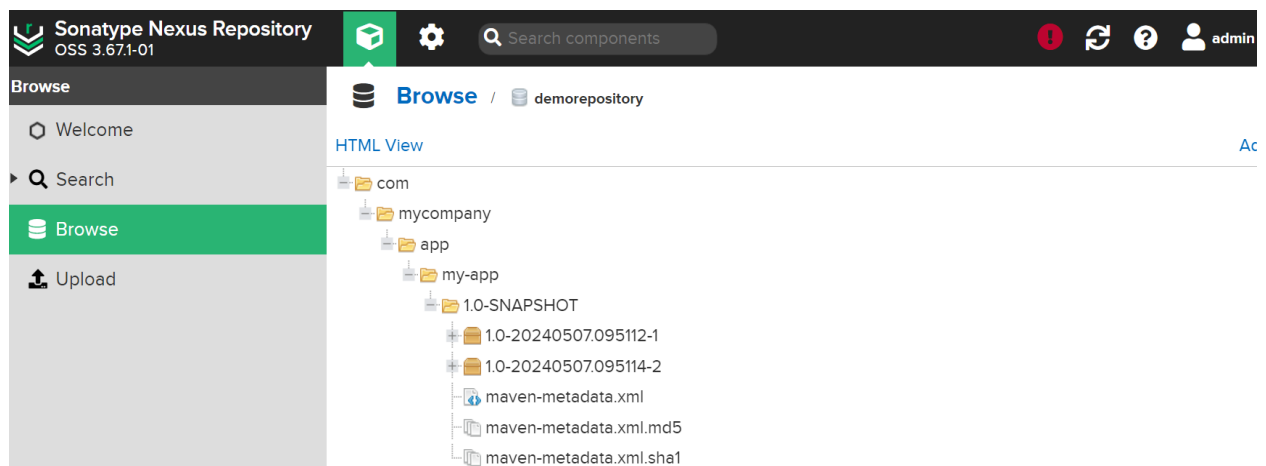 Sonatype Nexus Repository
OSS 3.67.1-01
Search components
admin
Browse
Browse / demorepository
Welcome
HTML View
Search
com
mycompany
Browse
app
my-app
Upload
1.0-SNAPSHOT
1.0-20240507.095112-1
1.0-20240507.095114-2
maven-metadata.xml
maven-metadata.xml.md5
maven-metadata.xml.sha1